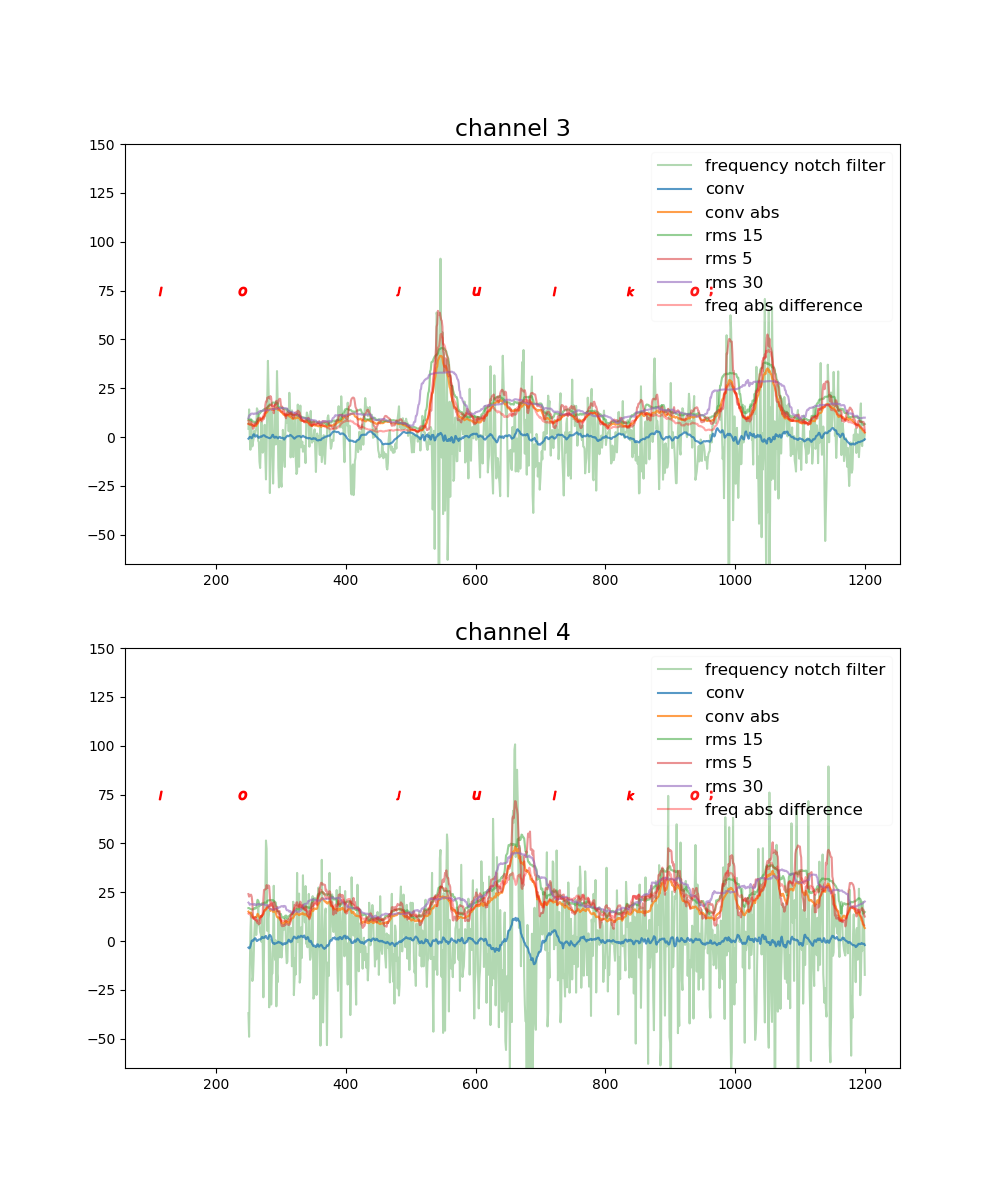 channel 3
150
125
100
75
50
25
0
−25
−50
frequency notch filter
conv
conv abs
rms 15
rms 5
rms 30
freq abs difference
l o j u l k o ;
200 400 600 800 1000 1200
channel 4
150
125
100
75
50
25
0
−25
−50
frequency notch filter
conv
conv abs
rms 15
rms 5
rms 30
freq abs difference
l o j u l k o ;
200 400 600 800 1000 1200